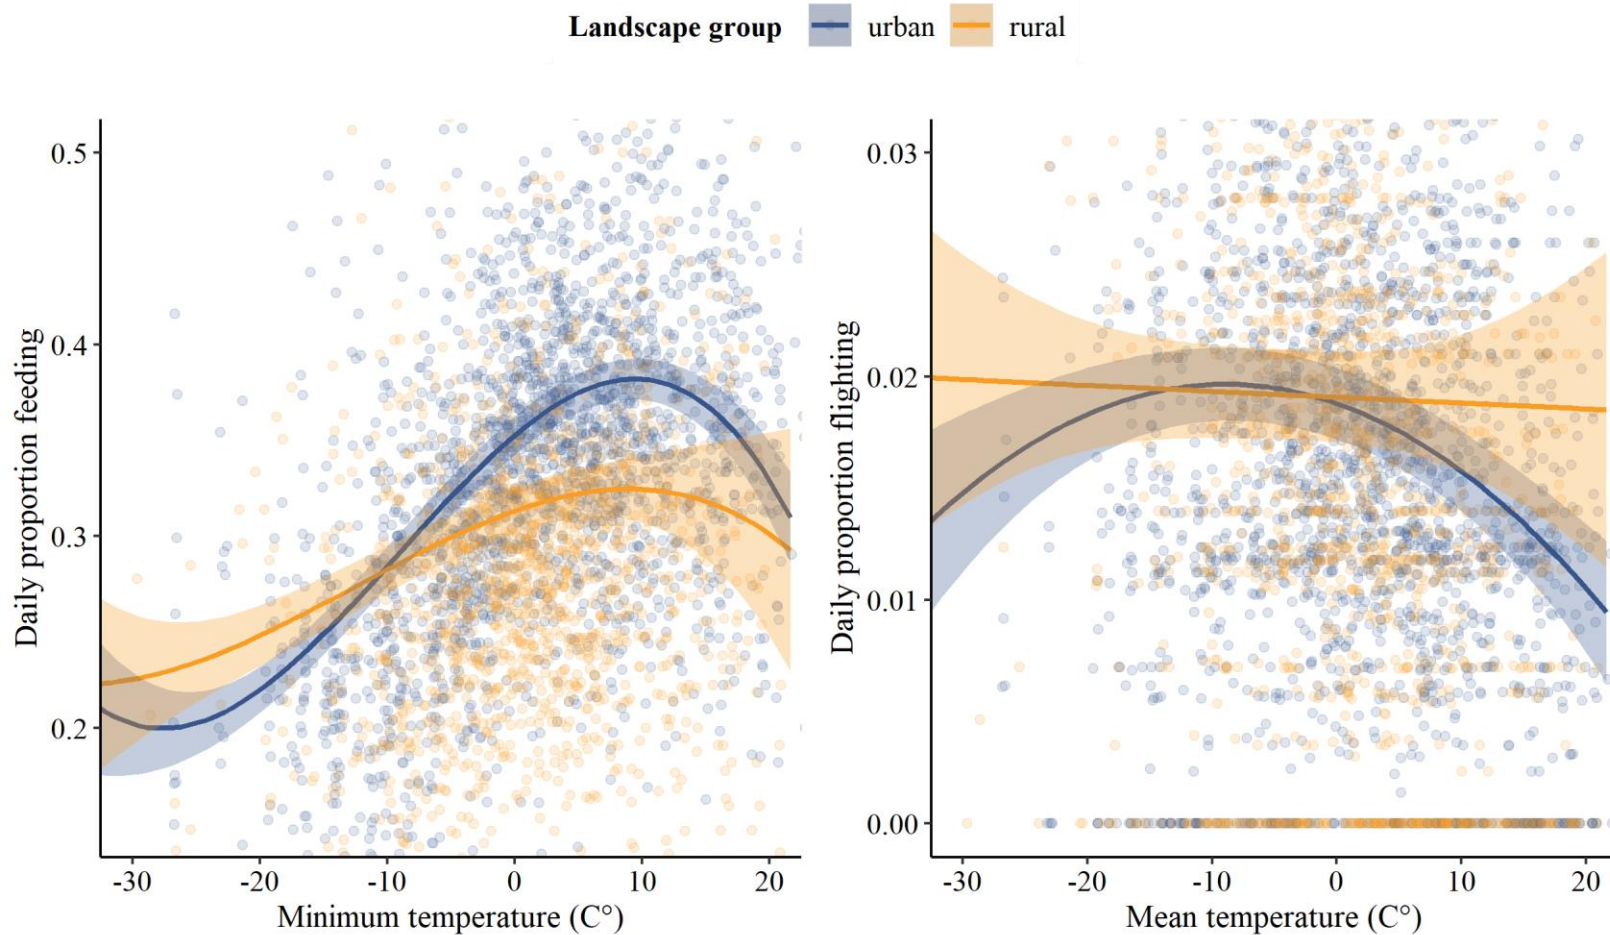 Landscape group urban rural
Daily proportion feeding
0.5
0.4
0.3
0.2
-30 -20 -10 0 10 20
Minimum temperature (C°)
Daily proportion flighting
0.03
0.02
0.01
0.00
-30 -20 -10 0 10 20
Mean temperature (C°)